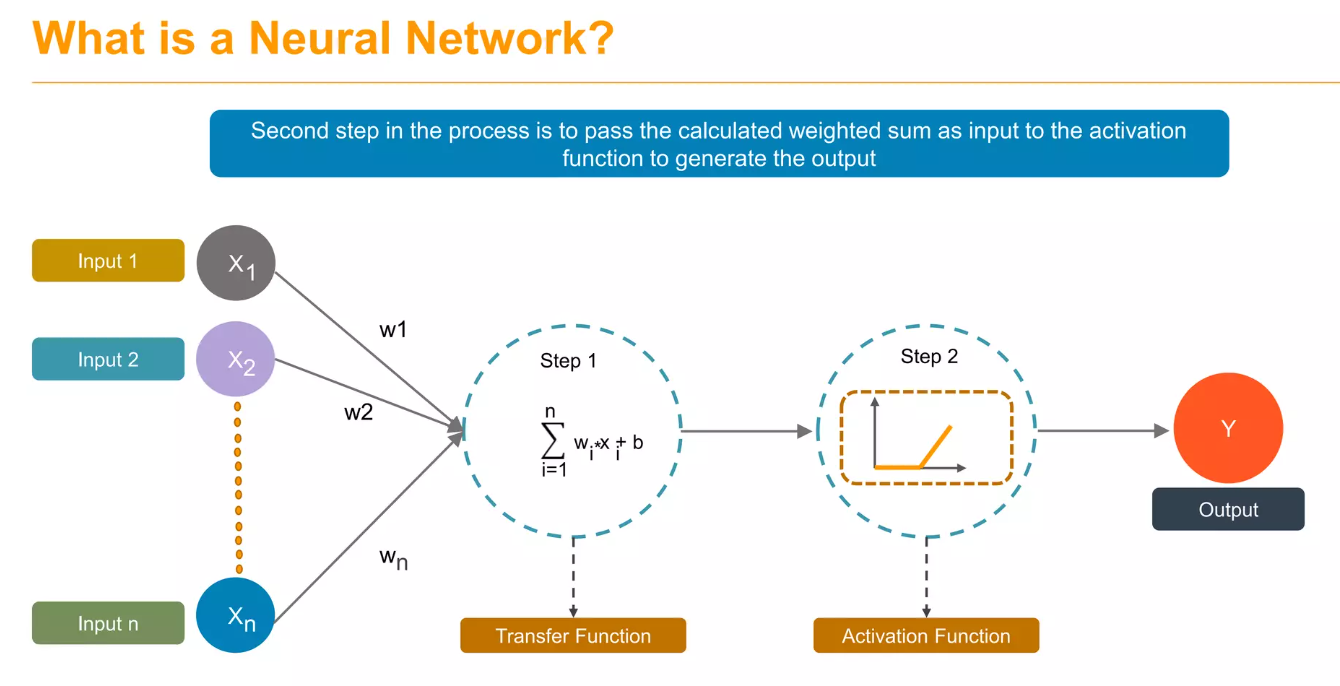 What is a Neural Network?
Second step in the process is to pass the calculated weighted sum as input to the activation
function to generate the output
Input 1
X1
w1
Input 2
X2
w2
Step 1
n
∑ wi*xi + b
i=1
Step 2
Y
Output
wn
Input n
Xn
Transfer Function
Activation Function